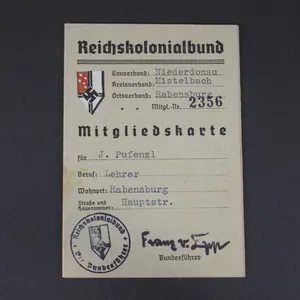 Reichskolonialbund
Gauverband: Niederdonau
Kreisverband: Mistelbach
Ortsverband: Rabensburg
" " Mitgl.-Nr. 2356
Mitgliedskarte
für J. Pufenzl
Beruf: Lehrer
Wohnort: Rabensburg
Straße und Hausnummer: Hauptstr.
Reichskolonialbund
Bundesführer
Franz v. Epp
Bundesführer